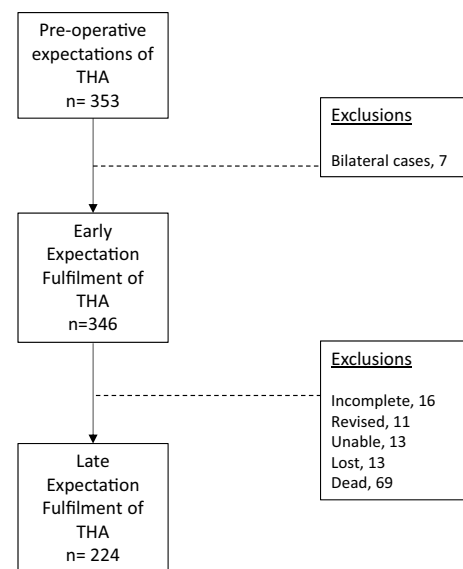 Pre-operative
expectations of
THA
n= 353
Exclusions
Bilateral cases, 7
Early
Expectation
Fulfilment of
THA
n=346
Exclusions
Incomplete, 16
Revised, 11
Unable, 13
Lost, 13
Dead, 69
Late
Expectation
Fulfilment of
THA
n= 224